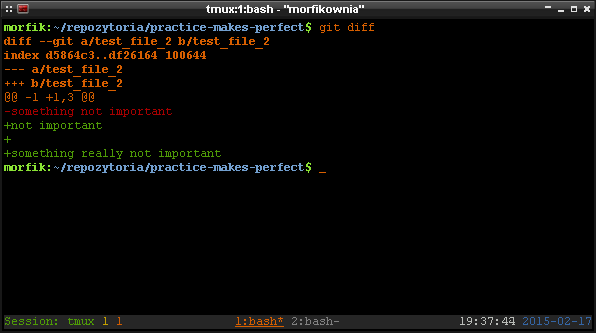 tmux:1:bash - "morfikownia"
morfik:~/repozytoria/practice-makes-perfect$ git diff
diff --git a/test_file_2 b/test_file_2
index d5864c3..df26164 100644
--- a/test_file_2
+++ b/test_file_2
@@ -1 +1,3 @@
-something not important
+not important
+
+something really not important
morfik:~/repozytoria/practice-makes-perfect$ _
Session: tmux 1 1 1:bash* 2:bash- 19:37:44 2015-02-17